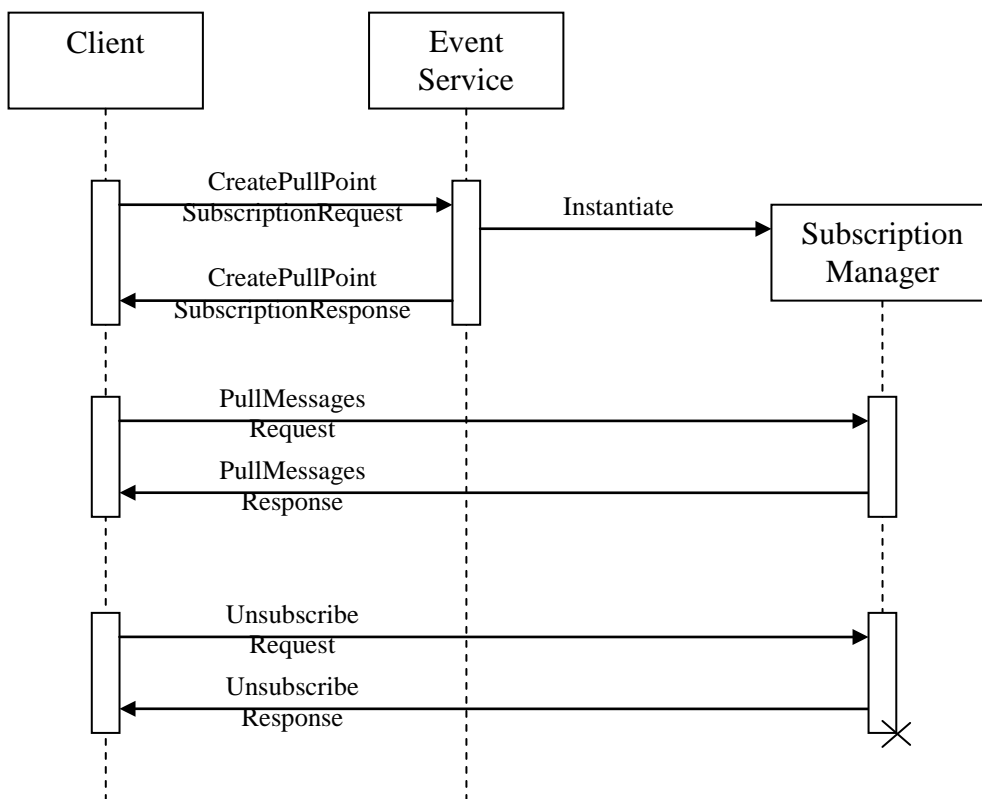 Client
Event
Service
CreatePullPoint
SubscriptionRequest
Instantiate
Subscription
Manager
CreatePullPoint
SubscriptionResponse
PullMessages
Request
PullMessages
Response
Unsubscribe
Request
Unsubscribe
Response